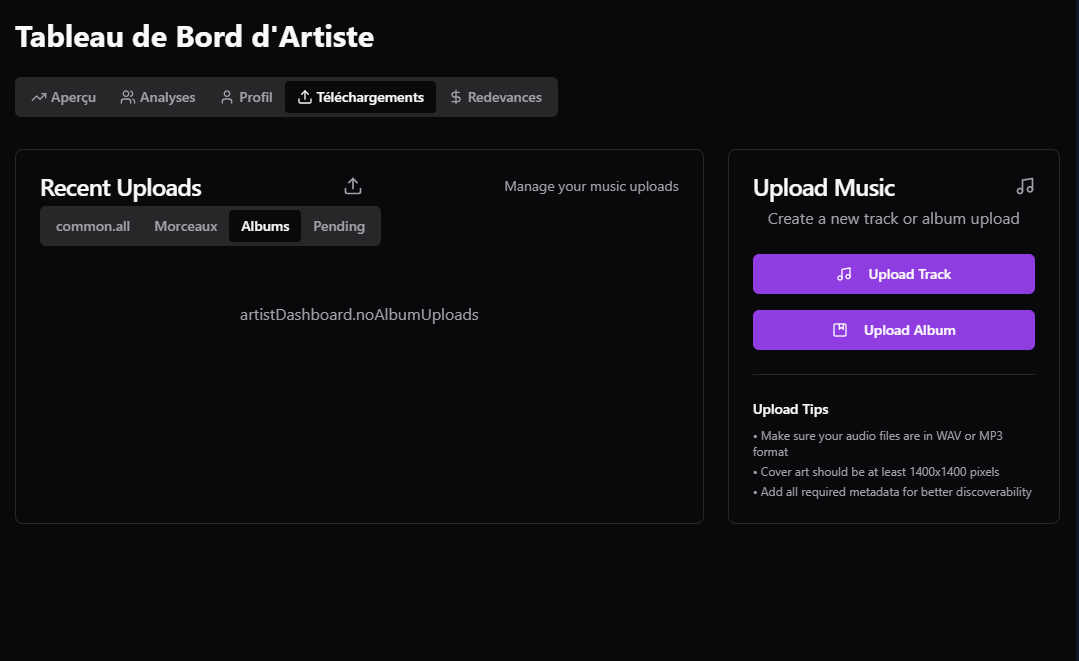 Tableau de Bord d'Artiste
Aperçu
Analyses
Profil
Téléchargements
Redevances
Recent Uploads
Manage your music uploads
common.all
Morceaux
Albums
Pending
artistDashboard.noAlbumUploads
Upload Music
Create a new track or album upload
Upload Track
Upload Album
Upload Tips
• Make sure your audio files are in WAV or MP3
format
• Cover art should be at least 1400x1400 pixels
• Add all required metadata for better discoverability